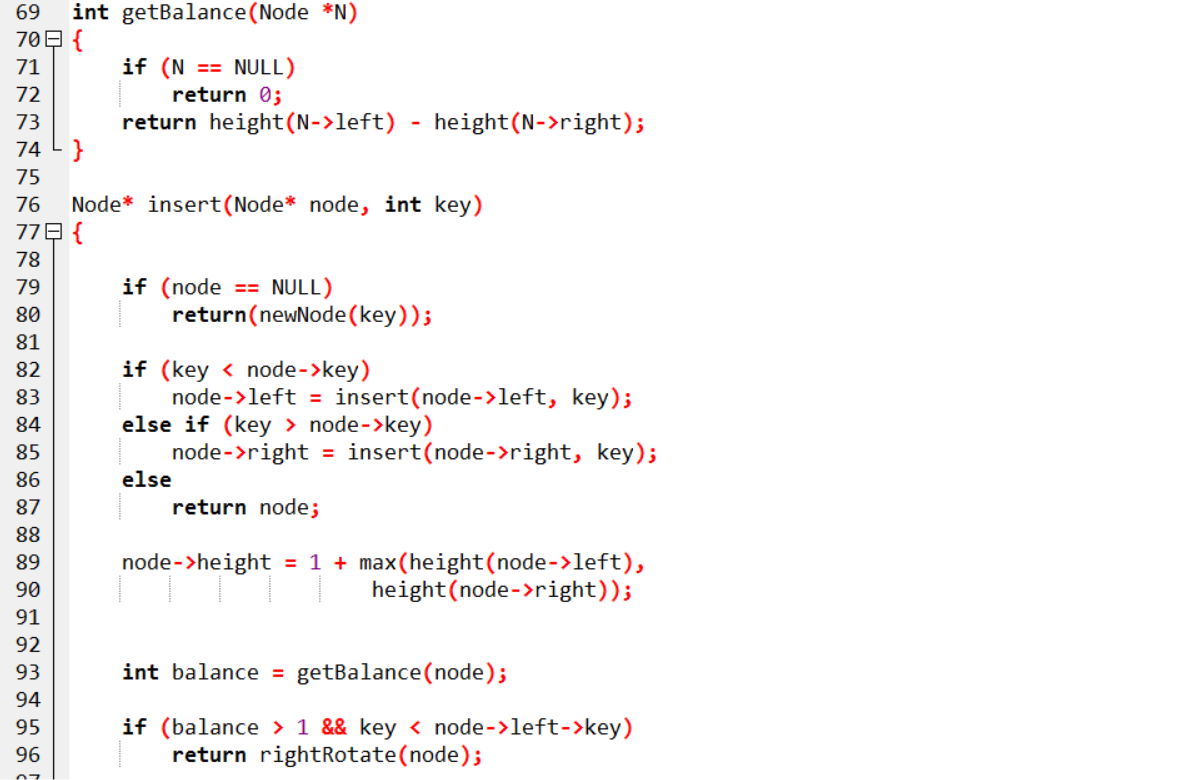 69 int getBalance(Node *N)
70 {
71 if (N == NULL)
72 return 0;
73 return height(N->left) - height(N->right);
74 }
75
76 Node* insert(Node* node, int key)
77 {
78
79 if (node == NULL)
80 return(newNode(key));
81
82 if (key < node->key)
83 node->left = insert(node->left, key);
84 else if (key > node->key)
85 node->right = insert(node->right, key);
86 else
87 return node;
88
89 node->height = 1 + max(height(node->left),
90 height(node->right));
91
92
93 int balance = getBalance(node);
94
95 if (balance > 1 && key < node->left->key)
96 return rightRotate(node);